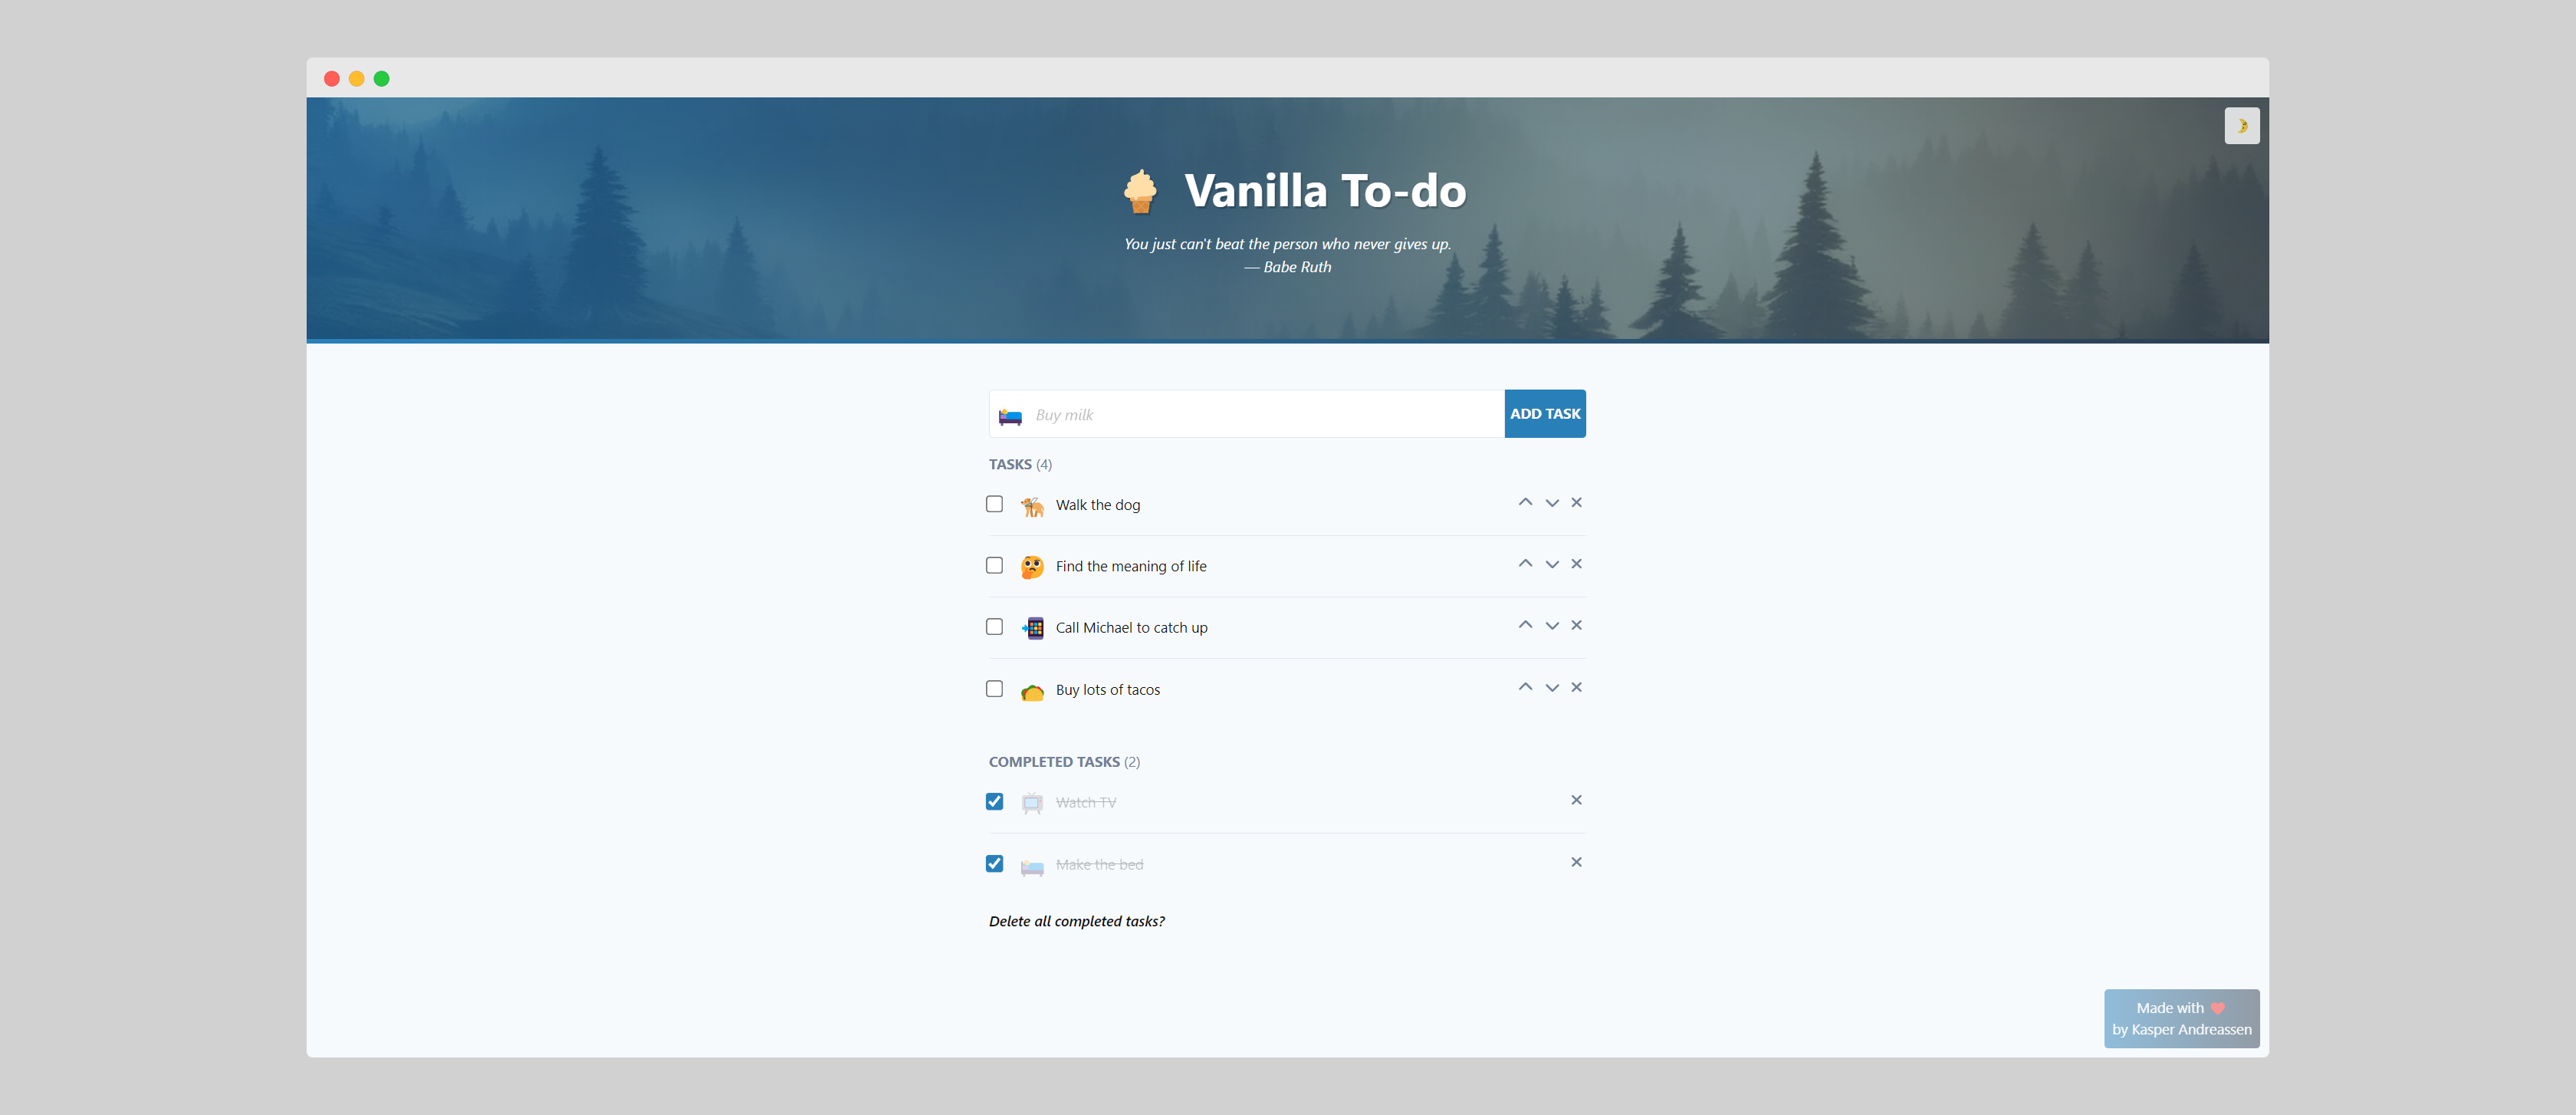 Vanilla To-do
You just can't beat the person who never gives up.
— Babe Ruth
Buy milk
ADD TASK
TASKS (4)
Walk the dog
Find the meaning of life
Call Michael to catch up
Buy lots of tacos
COMPLETED TASKS (2)
Watch TV
Make the bed
Delete all completed tasks?
Made with ❤
by Kasper Andreassen